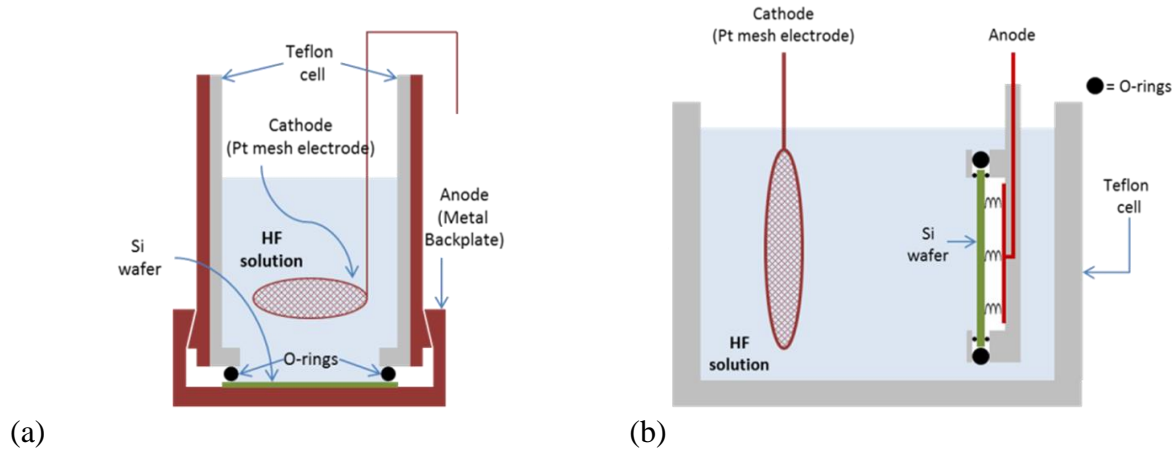 Teflon
cell
Cathode
(Pt mesh electrode)
Anode
(Metal
Backplate)
HF
solution
Si
wafer
O-rings
(a)
Cathode
(Pt mesh electrode)
Anode
= O-rings
Teflon
cell
Si
wafer
HF
solution
(b)